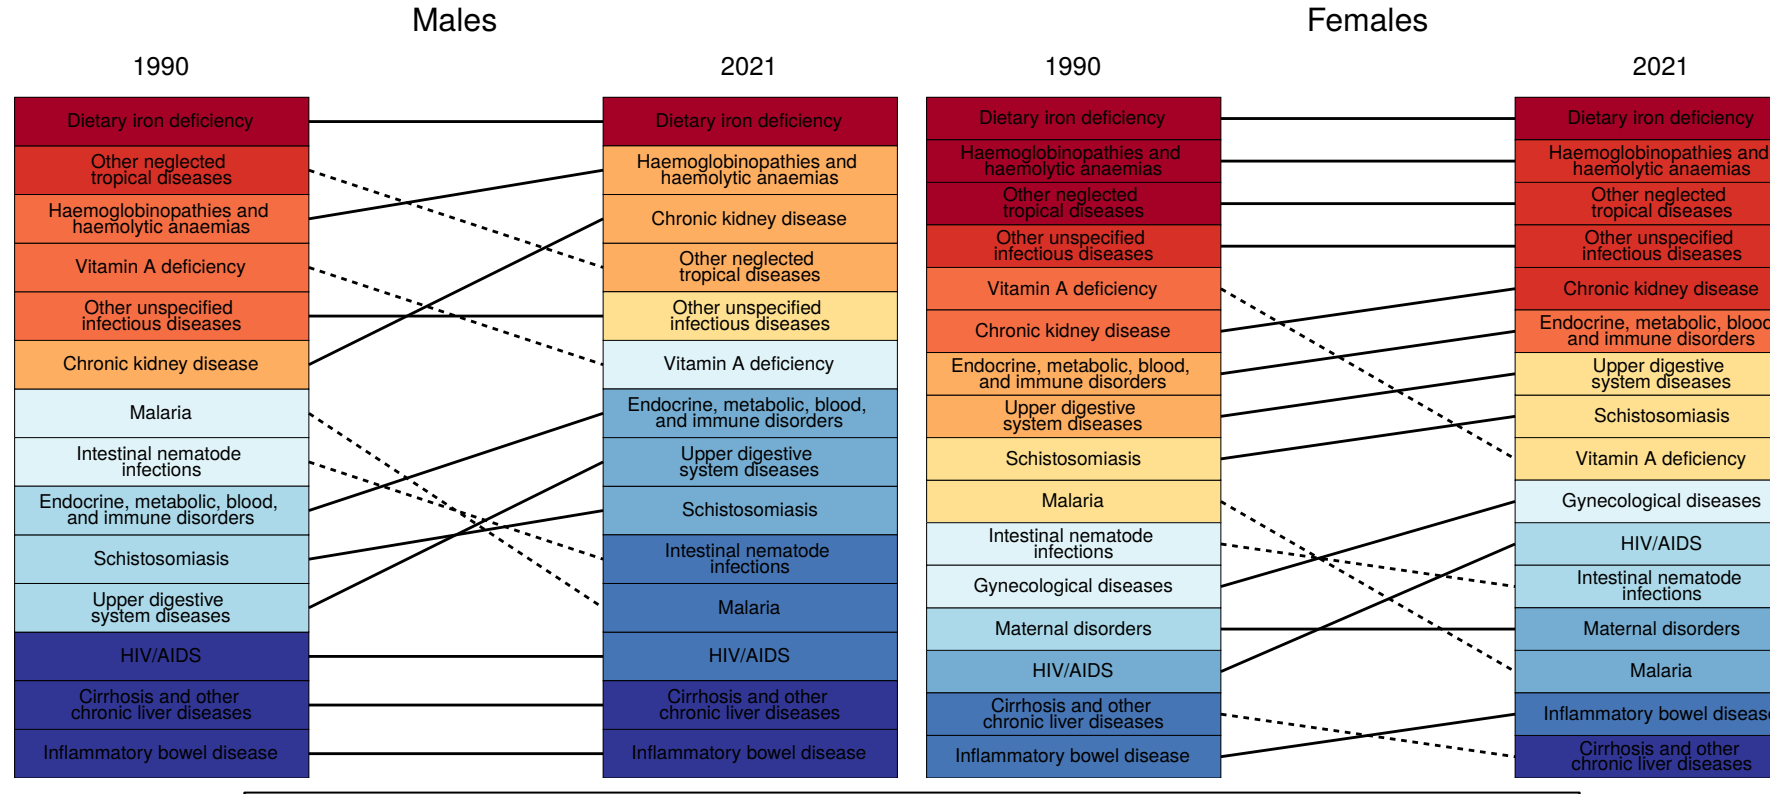 Males
Females
1990
2021
1990
2021
Dietary iron deficiency
Other neglected
tropical diseases
Haemoglobinopathies and
haemolytic anaemias
Vitamin A deficiency
Other unspecified
infectious diseases
Chronic kidney disease
Malaria
Intestinal nematode
infections
Endocrine, metabolic, blood,
and immune disorders
Schistosomiasis
Upper digestive
system diseases
HIV/AIDS
Cirrhosis and other
chronic liver diseases
Inflammatory bowel disease
Dietary iron deficiency
Haemoglobinopathies and
haemolytic anaemias
Chronic kidney disease
Other neglected
tropical diseases
Other unspecified
infectious diseases
Vitamin A deficiency
Endocrine, metabolic, blood,
and immune disorders
Upper digestive
system diseases
Schistosomiasis
Intestinal nematode
infections
Malaria
HIV/AIDS
Cirrhosis and other
chronic liver diseases
Inflammatory bowel disease
Dietary iron deficiency
Haemoglobinopathies and
haemolytic anaemias
Other neglected
tropical diseases
Other unspecified
infectious diseases
Vitamin A deficiency
Chronic kidney disease
Endocrine, metabolic, blood,
and immune disorders
Upper digestive
system diseases
Schistosomiasis
Malaria
Intestinal nematode
infections
Gynecological diseases
Maternal disorders
HIV/AIDS
Cirrhosis and other
chronic liver diseases
Inflammatory bowel disease
Dietary iron deficiency
Haemoglobinopathies and
haemolytic anaemias
Other neglected
tropical diseases
Other unspecified
infectious diseases
Chronic kidney disease
Endocrine, metabolic, blood
and immune disorders
Upper digestive
system diseases
Schistosomiasis
Vitamin A deficiency
Gynecological diseases
HIV/AIDS
Intestinal nematode
infections
Maternal disorders
Malaria
Inflammatory bowel diseas
Cirrhosis and other
chronic liver diseases